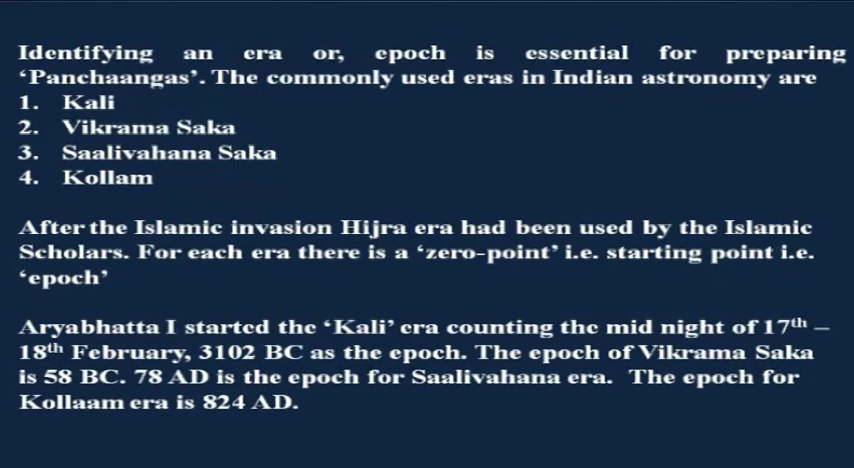 Identifying an era or, epoch is essential for preparing
‘Panchaangas’. The commonly used eras in Indian astronomy are
1. Kali
2. Vikrama Saka
3. Saalivahana Saka
4. Kollam
After the Islamic invasion Hijra era had been used by the Islamic
Scholars. For each era there is a ‘zero-point’ i.e. starting point i.e.
‘epoch’
Aryabhatta I started the ‘Kali’ era counting the mid night of 17th –
18th February, 3102 BC as the epoch. The epoch of Vikrama Saka
is 58 BC. 78 AD is the epoch for Saalivahana era. The epoch for
Kollaam era is 824 AD.